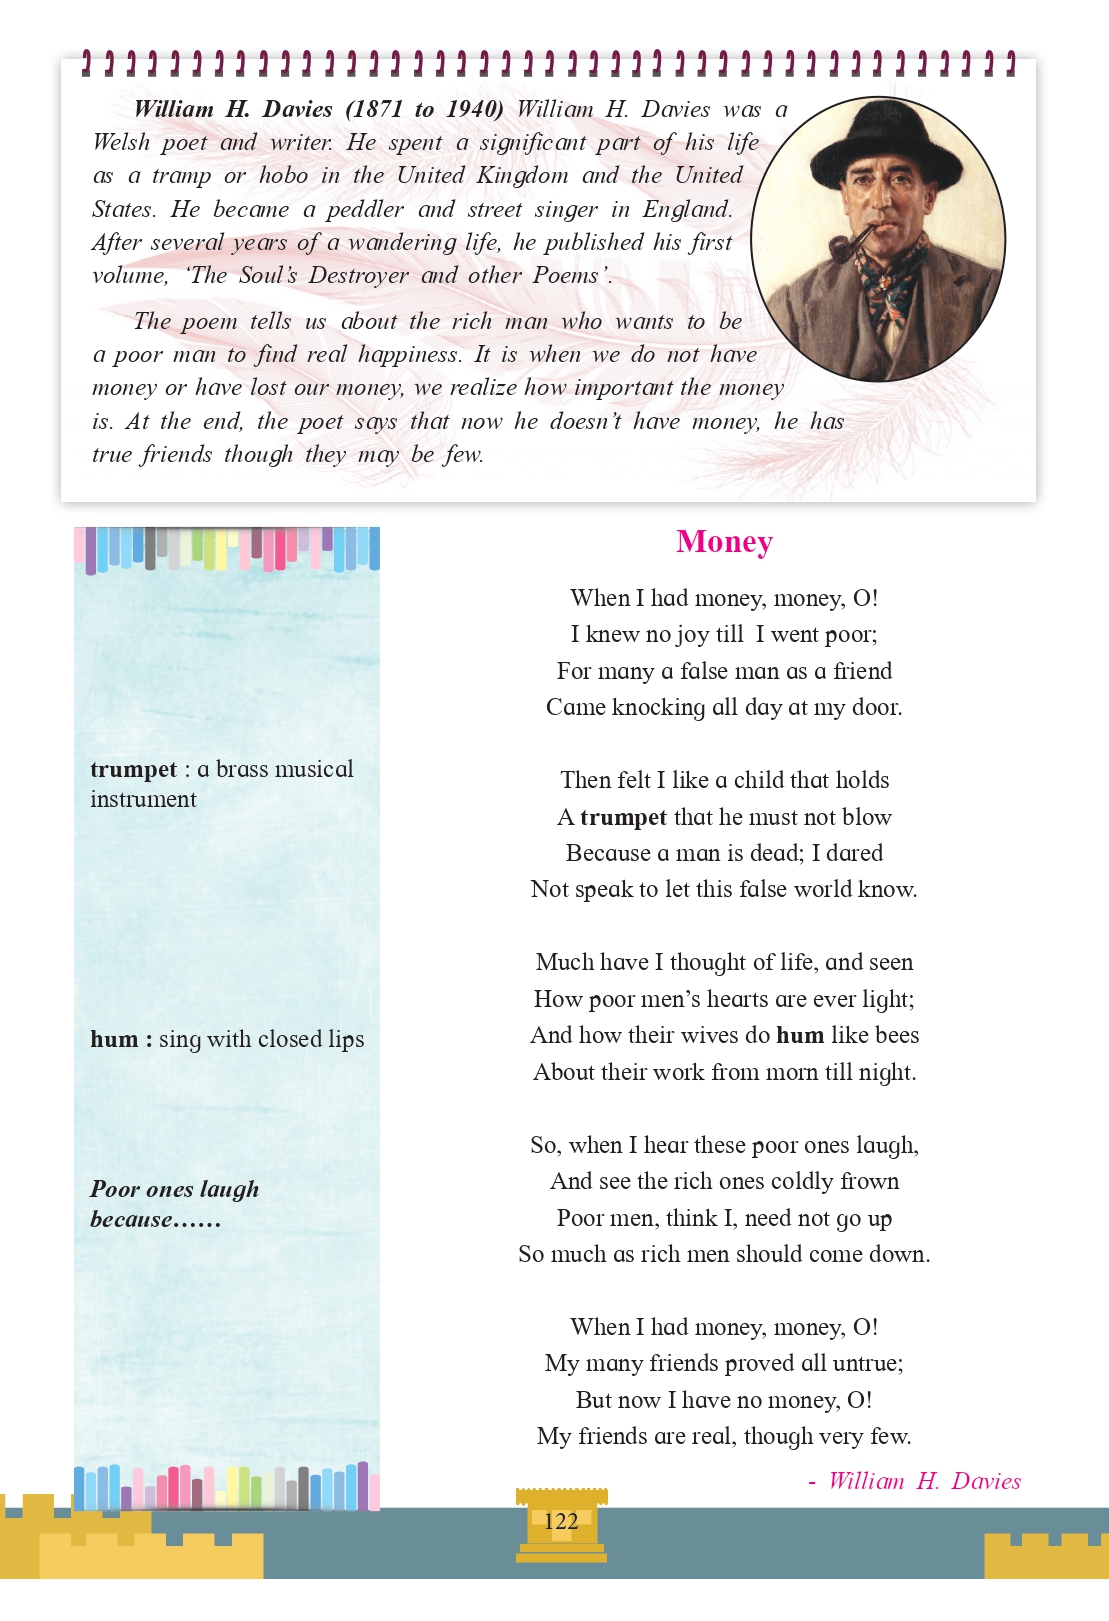 William H. Davies (1871 to 1940) William H. Davies was a
Welsh poet and writer. He spent a significant part of his life
as a tramp or hobo in the United Kingdom and the United
States. He became a peddler and street singer in England.
After several years of a wandering life, he published his first
volume, ‘The Soul’s Destroyer and other Poems’.
The poem tells us about the rich man who wants to be
a poor man to find real happiness. It is when we do not have
money or have lost our money, we realize how important the money
is. At the end, the poet says that now he doesn’t have money, he has
true friends though they may be few.
trumpet : a brass musical
instrument
hum : sing with closed lips
Poor ones laugh
because......
Money
When I had money, money, O!
I knew no joy till I went poor;
For many a false man as a friend
Came knocking all day at my door.
Then felt I like a child that holds
A trumpet that he must not blow
Because a man is dead; I dared
Not speak to let this false world know.
Much have I thought of life, and seen
How poor men’s hearts are ever light;
And how their wives do hum like bees
About their work from morn till night.
So, when I hear these poor ones laugh,
And see the rich ones coldly frown
Poor men, think I, need not go up
So much as rich men should come down.
When I had money, money, O!
My many friends proved all untrue;
But now I have no money, O!
My friends are real, though very few.
- William H. Davies
122